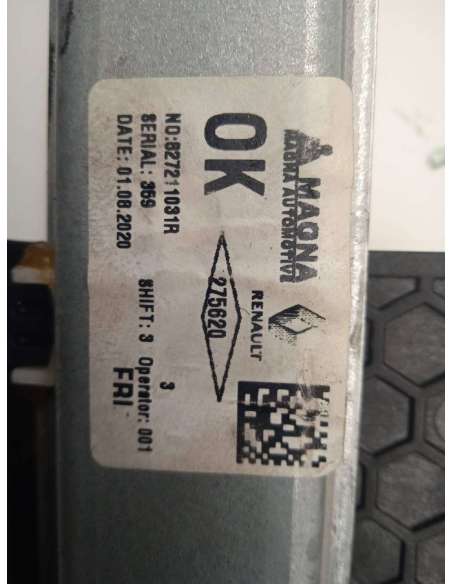 MAGNA
MAGNA AUTOMOTIVE
RENAULT
OK
275620
NO:827211031R 3
SERIAL: 359 SHIFT: 3 Operator: 001
DATE: 01.08.2020 FRI